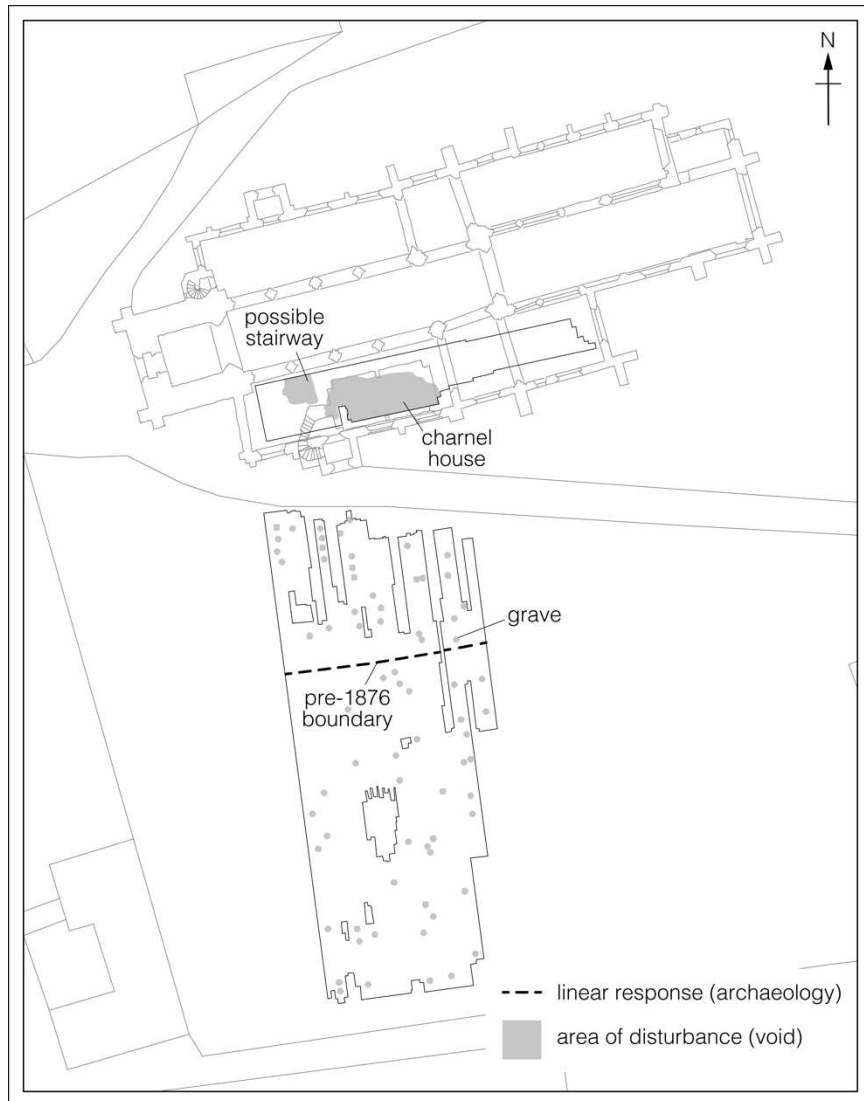 N
possible
stairway
charnel
house
grave
pre-1876
boundary
linear response (archaeology)
area of disturbance (void)